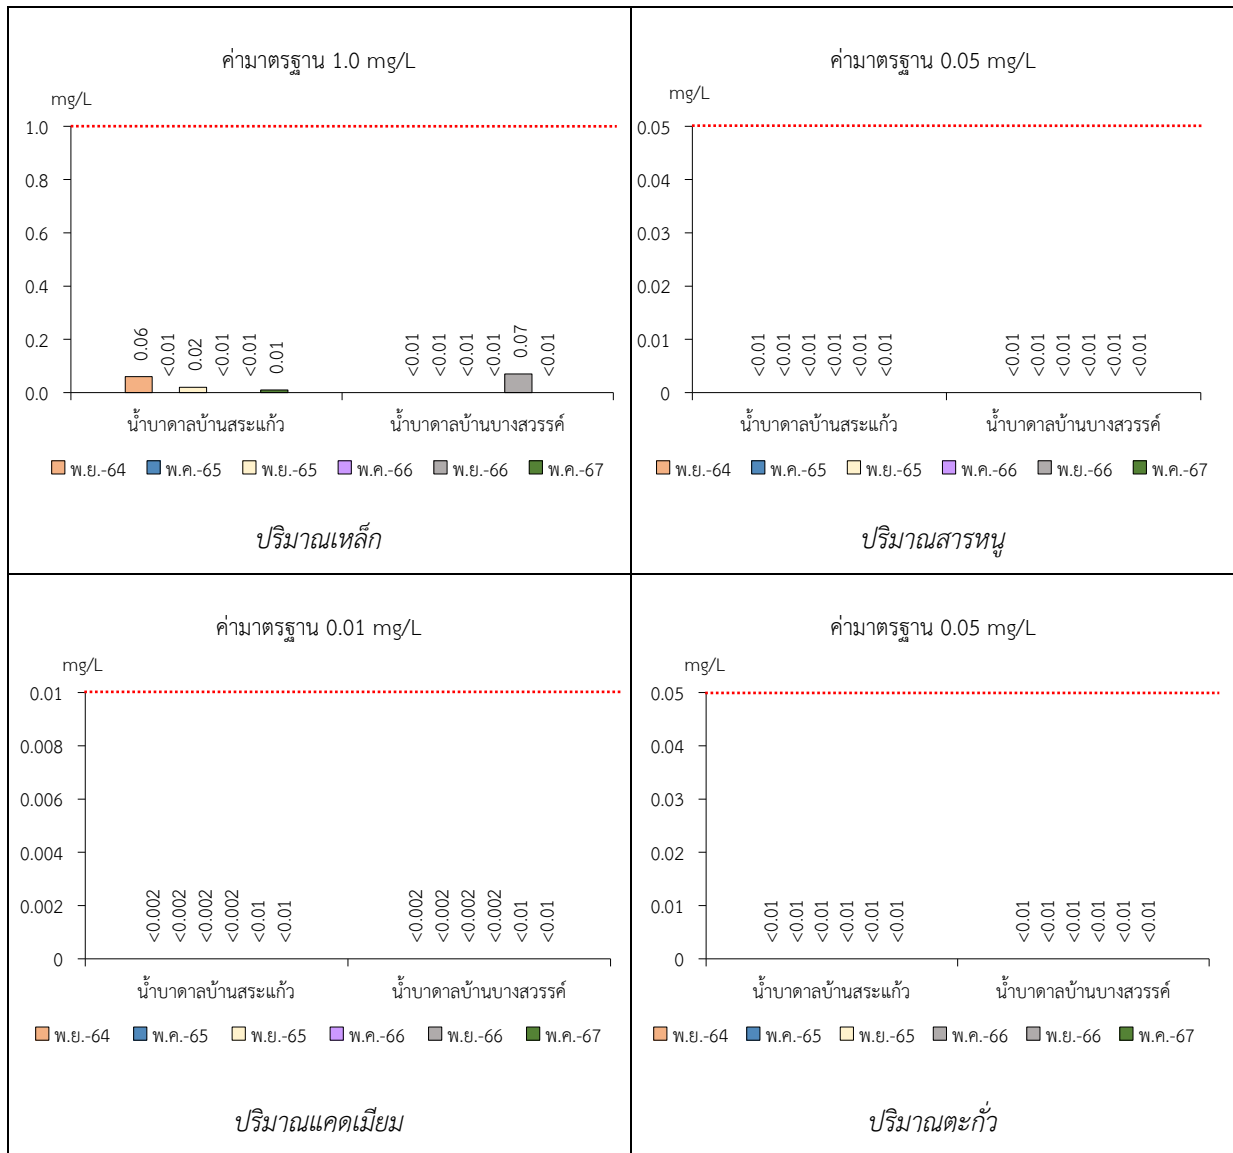 ค่ามาตรฐาน 1.0 mg/L
mg/L
1.0
0.8
0.6
0.4
0.2
0.0
0.06 <0.01 0.02 <0.01 <0.01 0.01 <0.01 <0.01 <0.01 <0.01 0.07 <0.01
น้ำบาดาลบ้านสระแก้ว น้ำบาดาลบ้านบางสวรรค์
พ.ย.-64 พ.ค.-65 พ.ย.-65 พ.ค.-66 พ.ย.-66 พ.ค.-67
ปริมาณเหล็ก
ค่ามาตรฐาน 0.05 mg/L
mg/L
0.05
0.04
0.03
0.02
0.01
0
<0.01 <0.01 <0.01 <0.01 <0.01 <0.01 <0.01 <0.01 <0.01 <0.01 <0.01 <0.01
น้ำบาดาลบ้านสระแก้ว น้ำบาดาลบ้านบางสวรรค์
พ.ย.-64 พ.ค.-65 พ.ย.-65 พ.ค.-66 พ.ย.-66 พ.ค.-67
ปริมาณสารหนู
ค่ามาตรฐาน 0.01 mg/L
mg/L
0.01
0.008
0.006
0.004
0.002
0
<0.002 <0.002 <0.002 <0.002 <0.01 <0.01 <0.002 <0.002 <0.002 <0.002 <0.01 <0.01
น้ำบาดาลบ้านสระแก้ว น้ำบาดาลบ้านบางสวรรค์
พ.ย.-64 พ.ค.-65 พ.ย.-65 พ.ค.-66 พ.ย.-66 พ.ค.-67
ปริมาณแคดเมียม
ค่ามาตรฐาน 0.05 mg/L
mg/L
0.05
0.04
0.03
0.02
0.01
0
<0.01 <0.01 <0.01 <0.01 <0.01 <0.01 <0.01 <0.01 <0.01 <0.01 <0.01 <0.01
น้ำบาดาลบ้านสระแก้ว น้ำบาดาลบ้านบางสวรรค์
พ.ย.-64 พ.ค.-65 พ.ย.-65 พ.ค.-66 พ.ย.-66 พ.ค.-67
ปริมาณตะกั่ว